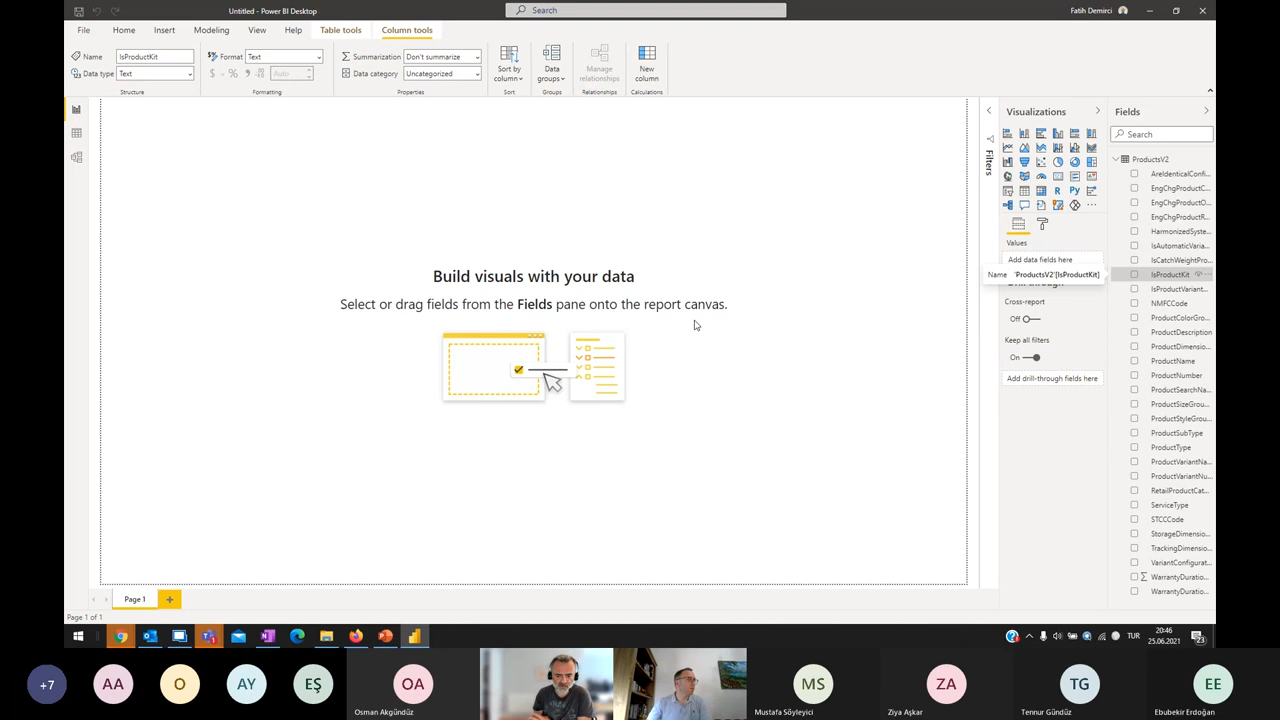 Untitled - Power BI Desktop
Search
Fatih Demirci
File
Home
Insert
Modeling
View
Help
Table tools
Column tools
Name
IsProductKit
Data type
Text
Structure
Format
Text
$
%
Auto
Formatting
Summarization
Don't summarize
Data category
Uncategorized
Properties
Sort by
column
Sort
Data
groups
Groups
Manage
relationships
Relationships
New
column
Calculations
Build visuals with your data
Select or drag fields from the Fields pane onto the report canvas.
Filters
Visualizations
R
Py
Values
Add data fields here
Name 'ProductsV2'[IsProductKit]
Cross-report
Off
Keep all filters
On
Add drill-through fields here
Fields
Search
ProductsV2
AreIdenticalConfi...
EngChgProductC...
EngChgProductO...
EngChgProductR...
HarmonizedSyste...
IsAutomaticVaria...
IsCatchWeightPro...
IsProductKit
IsProductVariant...
NMFCCode
ProductColorGro...
ProductDescription
ProductDimensio...
ProductName
ProductNumber
ProductSearchNa...
ProductSizeGrou...
ProductStyleGrou...
ProductSubType
ProductType
ProductVariantNa...
ProductVariantNu...
RetailProductCat...
ServiceType
STCCCode
StorageDimensio...
TrackingDimensio...
VariantConfigurat...
WarrantyDuratio...
WarrantyDuratio...
Page 1
Page 1 of 1
TUR
20:46
25.06.2021
23
+7
AA
O
AY
EŞ
OA
Osman Akgündüz
MS
Mustafa Söyleyici
ZA
Ziya Aşkar
TG
Tennur Gündüz
EE
Ebubekir Erdoğan